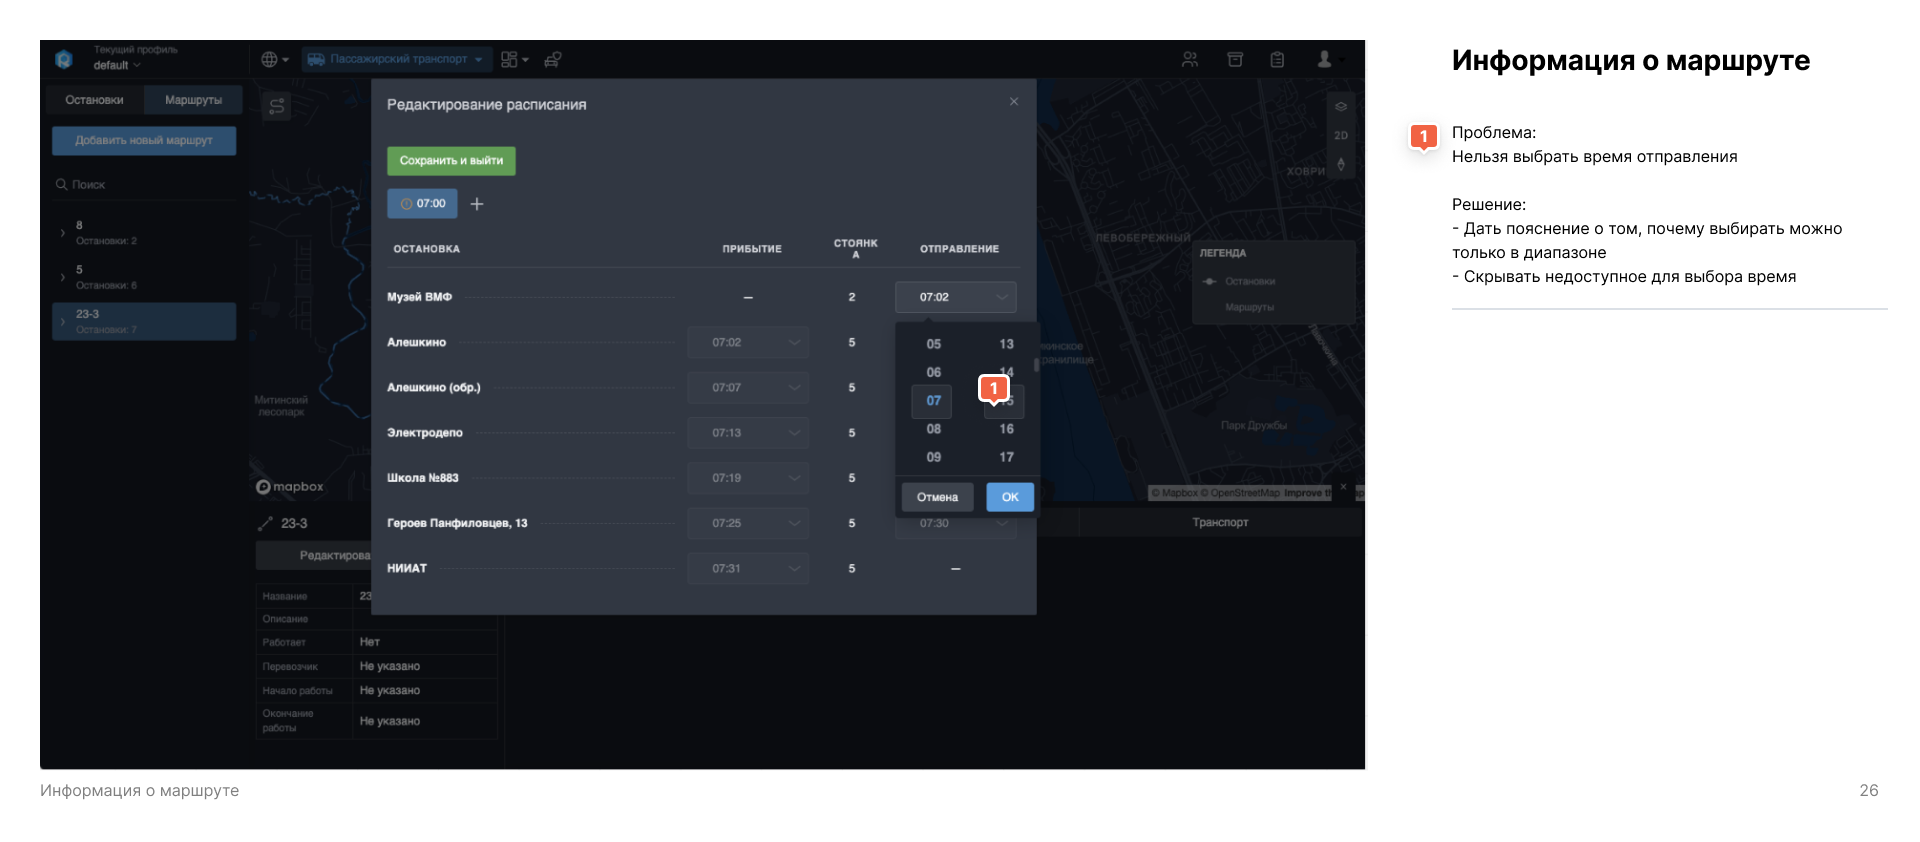 Текущий профиль
default
Пассажирский транспорт
Остановки
Маршруты
Добавить новый маршрут
Поиск
8
Остановки: 2
5
Остановки: 6
23-3
Остановки: 7
Редактирование расписания
Сохранить и выйти
07:00
ОСТАНОВКА ПРИБЫТИЕ СТОЯНК
А ОТПРАВЛЕНИЕ
Музей ВМФ — 2 07:02
Алешкино 07:02 5
Алешкино (обр.) 07:07 5
Электродепо 07:13 5
Школа №883 07:19 5
Героев Панфиловцев, 13 07:25 5 07:30
НИИАТ 07:31 5 —
05 13
06 14
07 15
08 16
09 17
1
Отмена
OK
2D
ХОВРИ
ЛЕВОБЕРЕЖНЫЙ
ЛЕГЕНДА
Остановки
Маршруты
Парк Дружбы
Митинский
лесопарк
mapbox
© Mapbox © OpenStreetMap Improve th
23-3
Транспорт
Редактирова
Название 23
Описание
Работает Нет
Перевозчик Не указано
Начало работы Не указано
Окончание
работы Не указано
Информация о маршруте
1
Проблема:
Нельзя выбрать время отправления
Решение:
- Дать пояснение о том, почему выбирать можно
только в диапазоне
- Скрывать недоступное для выбора время
Информация о маршруте
26